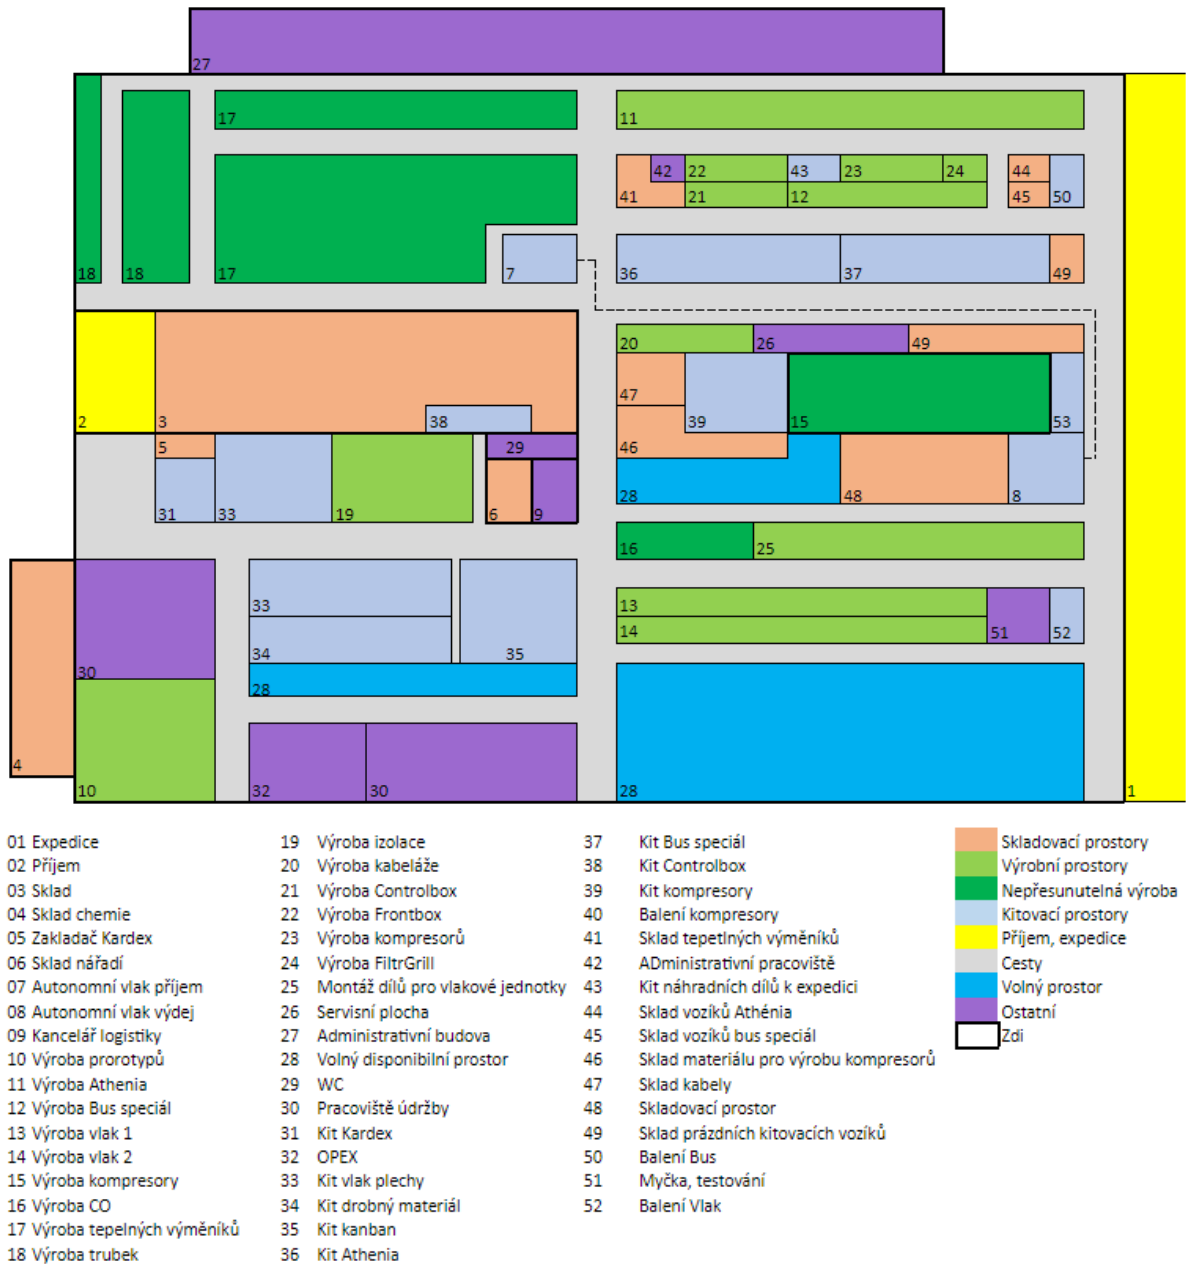 27
17
11
42 22 43 23 24 44
41 21 12 45 50
18 18 17 7 36 37 49
20 26 49
47
2 3 38 39 15 53
5 29 46
31 33 19 6 9 28 48 8
16 25
33 13
34 35 14 51 52
30
28
4
10 32 30 28 1
01 Expedice
02 Příjem
03 Sklad
04 Sklad chemie
05 Zakladač Kardex
06 Sklad nářadí
07 Autonomní vlak příjem
08 Autonomní vlak výdej
09 Kancelář logistiky
10 Výroba prorotypů
11 Výroba Athenia
12 Výroba Bus speciál
13 Výroba vlak 1
14 Výroba vlak 2
15 Výroba kompresory
16 Výroba CO
17 Výroba tepelných výměníků
18 Výroba trubek
19 Výroba izolace
20 Výroba kabeláže
21 Výroba Controlbox
22 Výroba Frontbox
23 Výroba kompresorů
24 Výroba FiltrGrill
25 Montáž dílů pro vlakové jednotky
26 Servisní plocha
27 Administrativní budova
28 Volný disponibilní prostor
29 WC
30 Pracoviště údržby
31 Kit Kardex
32 OPEX
33 Kit vlak plechy
34 Kit drobný materiál
35 Kit kanban
36 Kit Athenia
37 Kit Bus speciál
38 Kit Controlbox
39 Kit kompresory
40 Balení kompresory
41 Sklad tepetlných výměníků
42 ADministrativní pracoviště
43 Kit náhradních dílů k expedici
44 Sklad vozíků Athénia
45 Sklad vozíků bus speciál
46 Sklad materiálu pro výrobu kompresorů
47 Sklad kabely
48 Skladovací prostor
49 Sklad prázdních kitovacích vozíků
50 Balení Bus
51 Myčka, testování
52 Balení Vlak
Skladovací prostory
Výrobní prostory
Nepřesunutelná výroba
Kitovací prostory
Příjem, expedice
Cesty
Volný prostor
Ostatní
Zdi